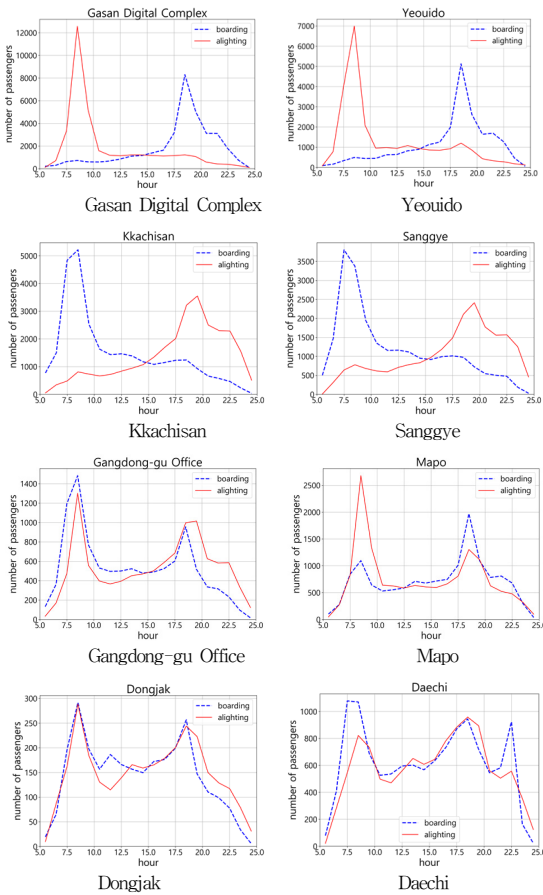 Gasan Digital Complex
number of passengers
12000
10000
8000
6000
4000
2000
0
5.0 7.5 10.0 12.5 15.0 17.5 20.0 22.5 25.0
hour
boarding
alighting
Gasan Digital Complex
Yeouido
number of passengers
7000
6000
5000
4000
3000
2000
1000
0
5.0 7.5 10.0 12.5 15.0 17.5 20.0 22.5 25.0
hour
boarding
alighting
Yeouido
Kkachisan
number of passengers
5000
4000
3000
2000
1000
0
5.0 7.5 10.0 12.5 15.0 17.5 20.0 22.5 25.0
hour
boarding
alighting
Kkachisan
Sanggye
number of passengers
3500
3000
2500
2000
1500
1000
500
0
5.0 7.5 10.0 12.5 15.0 17.5 20.0 22.5 25.0
hour
boarding
alighting
Sanggye
Gangdong-gu Office
number of passengers
1400
1200
1000
800
600
400
200
0
5.0 7.5 10.0 12.5 15.0 17.5 20.0 22.5 25.0
hour
boarding
alighting
Gangdong-gu Office
Mapo
number of passengers
2500
2000
1500
1000
500
0
5.0 7.5 10.0 12.5 15.0 17.5 20.0 22.5 25.0
hour
boarding
alighting
Mapo
Dongjak
number of passengers
300
250
200
150
100
50
0
5.0 7.5 10.0 12.5 15.0 17.5 20.0 22.5 25.0
hour
boarding
alighting
Dongjak
Daechi
number of passengers
1000
800
600
400
200
0
5.0 7.5 10.0 12.5 15.0 17.5 20.0 22.5 25.0
hour
boarding
alighting
Daechi